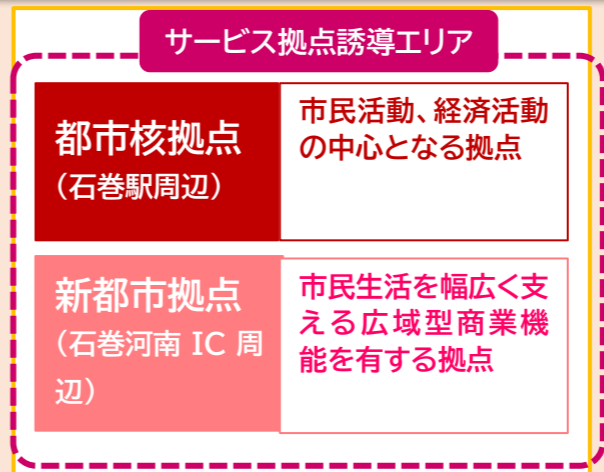 サービス拠点誘導エリア
都市核拠点
（石巻駅周辺）
市民活動、経済活動
の中心となる拠点
新都市拠点
（石巻河南 IC 周
辺）
市民生活を幅広く支
える広域型商業機
能を有する拠点